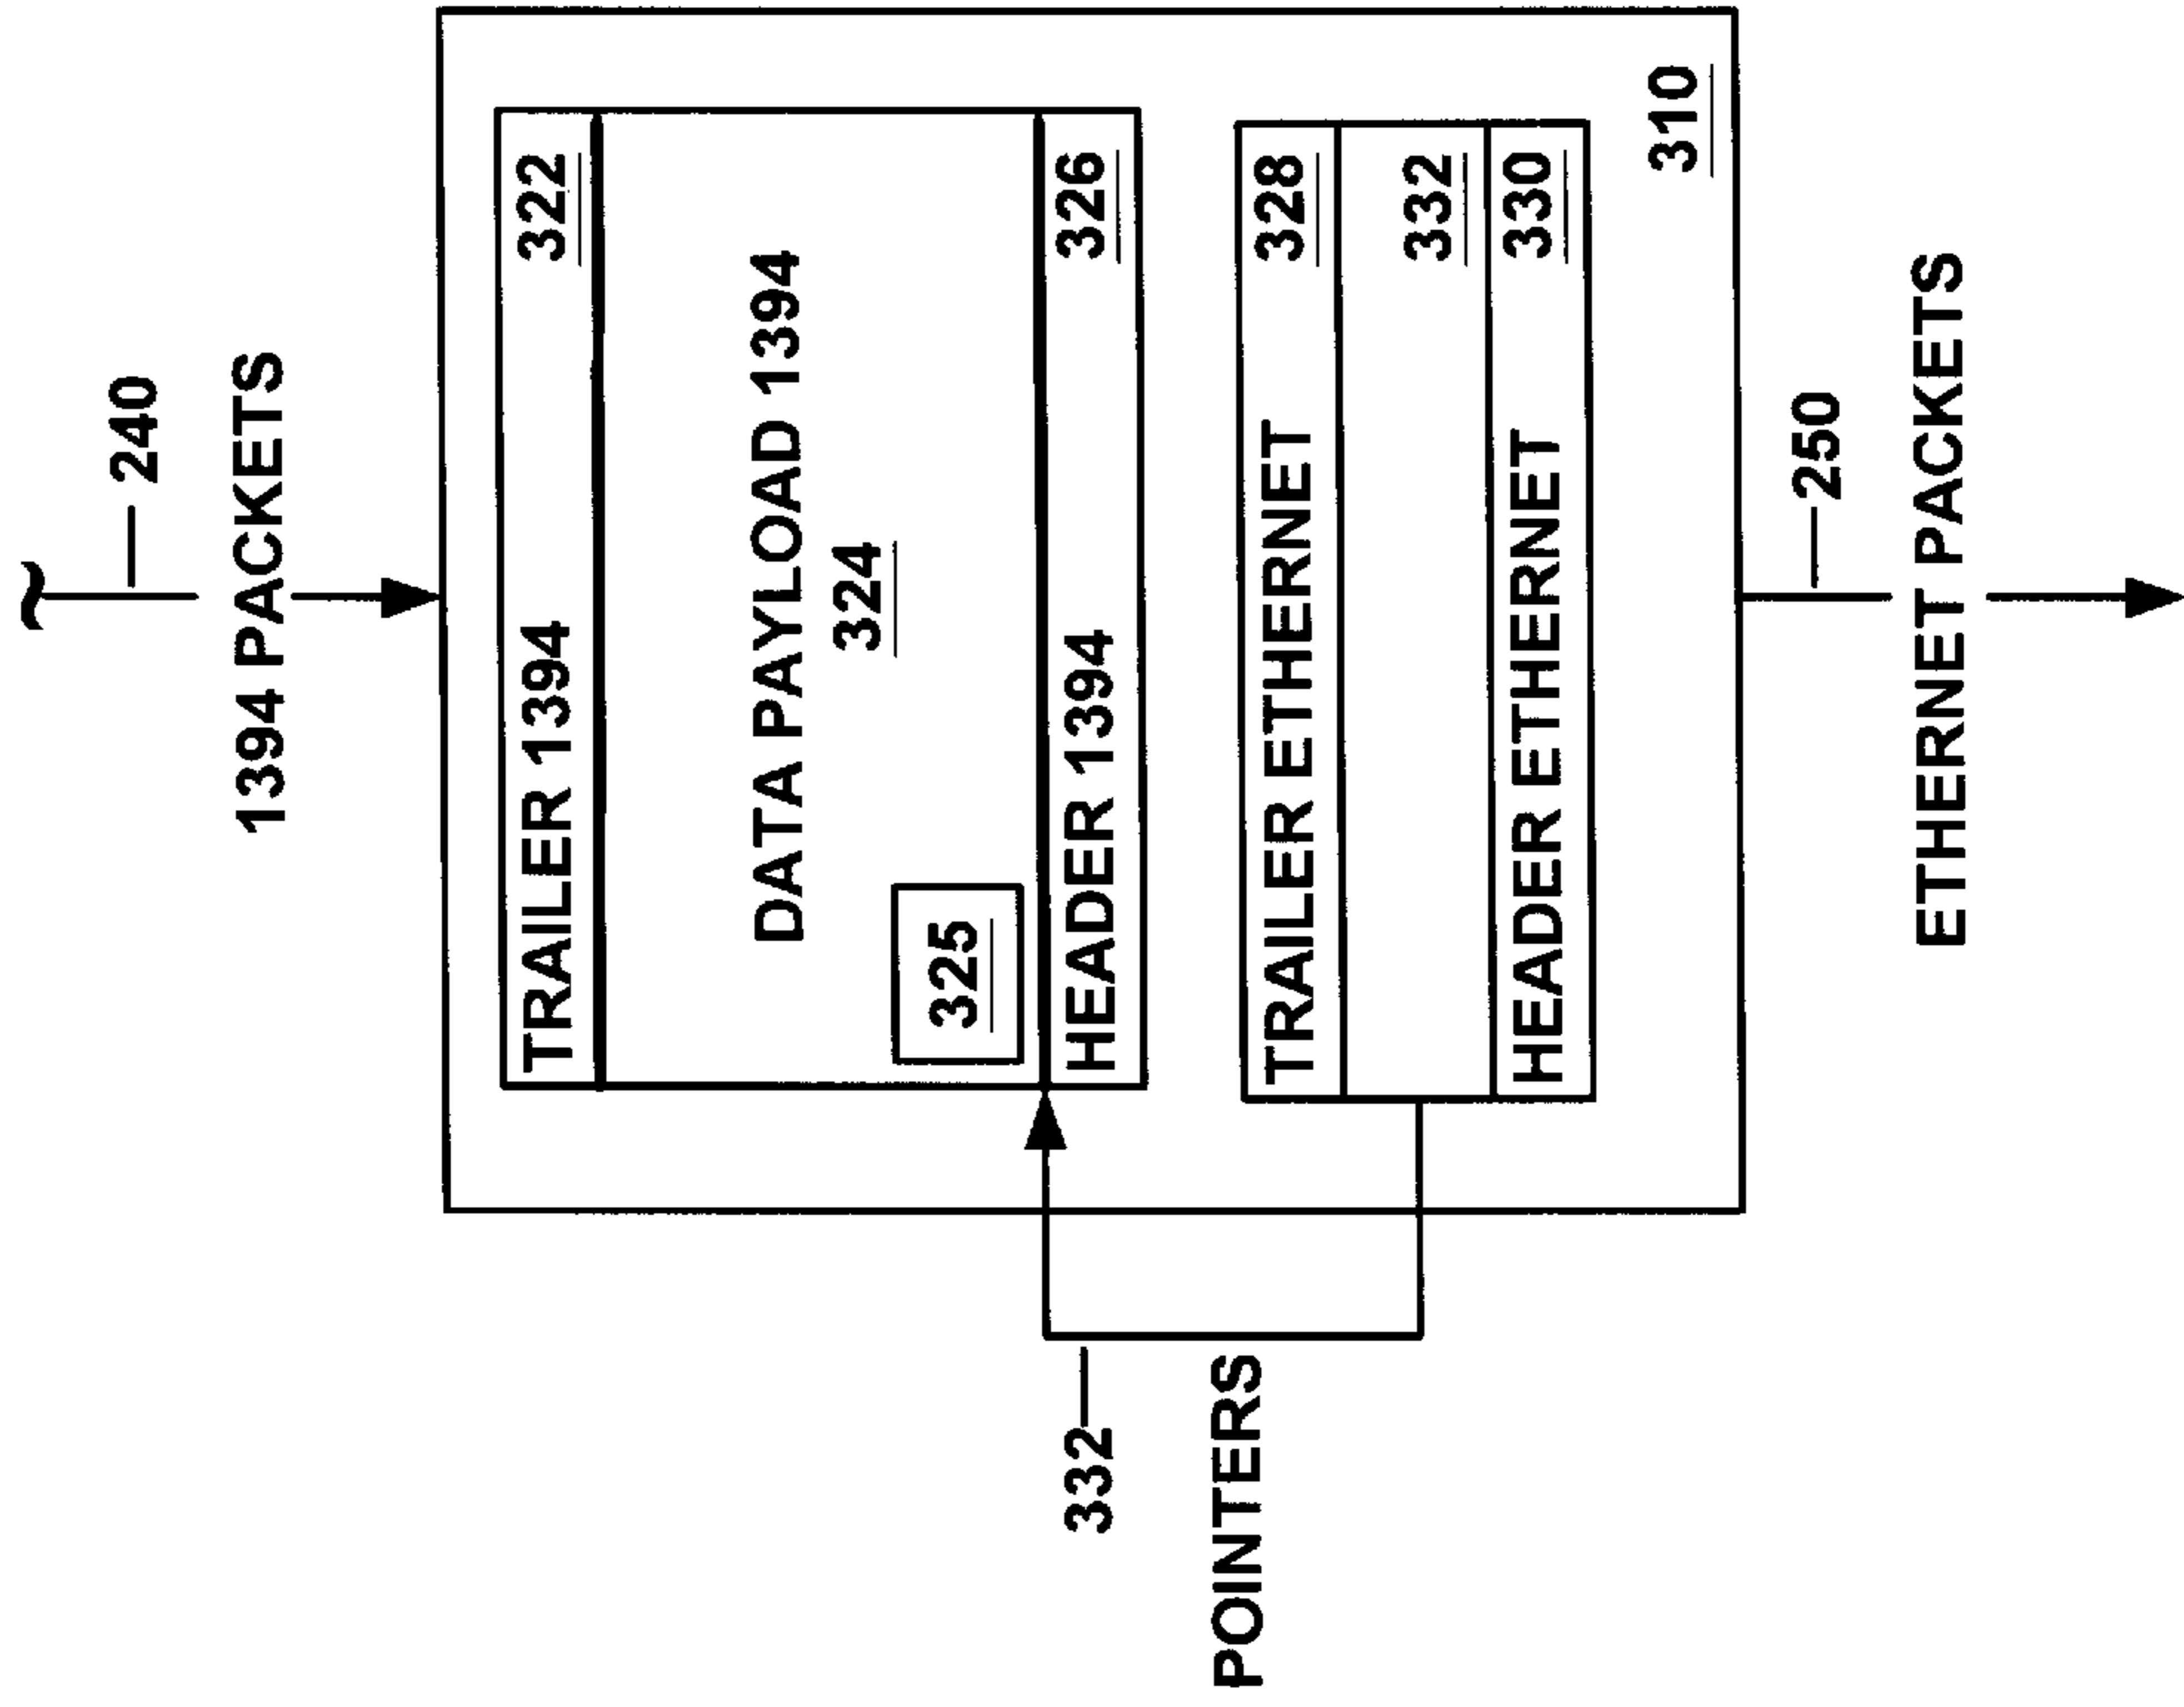 240
1394 PACKETS
TRAILER 1394 322
DATA PAYLOAD 1394
324
325
HEADER 1394 326
TRAILER ETHERNET 328
332
HEADER ETHERNET 330
310
332
POINTERS
250
ETHERNET PACKETS